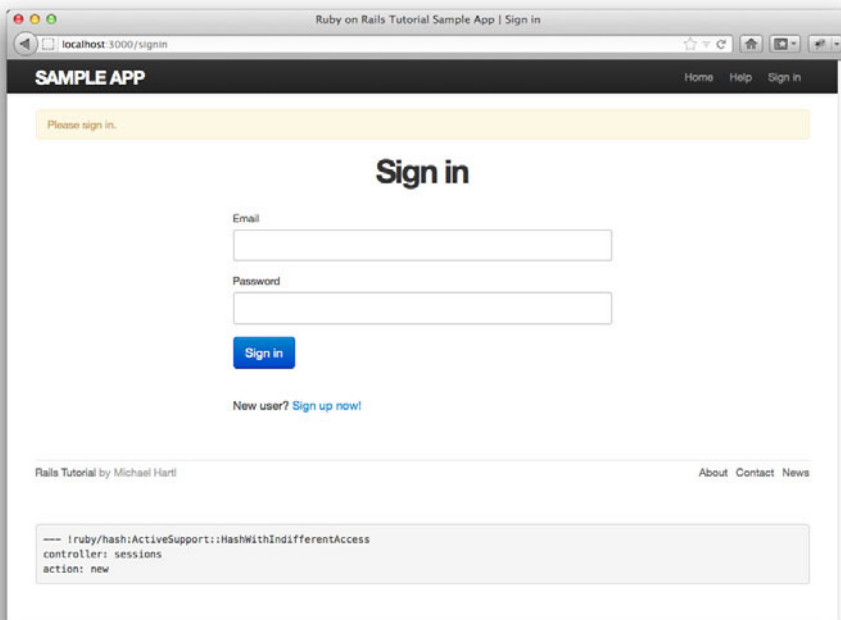 Ruby on Rails Tutorial Sample App | Sign in
localhost:3000/signin
SAMPLE APP
Home Help Sign in
Please sign in.
Sign in
Email
Password
Sign in
New user? Sign up now!
Rails Tutorial by Michael Hartl
About Contact News
--- !ruby/hash:ActiveSupport::HashWithIndifferentAccess
controller: sessions
action: new